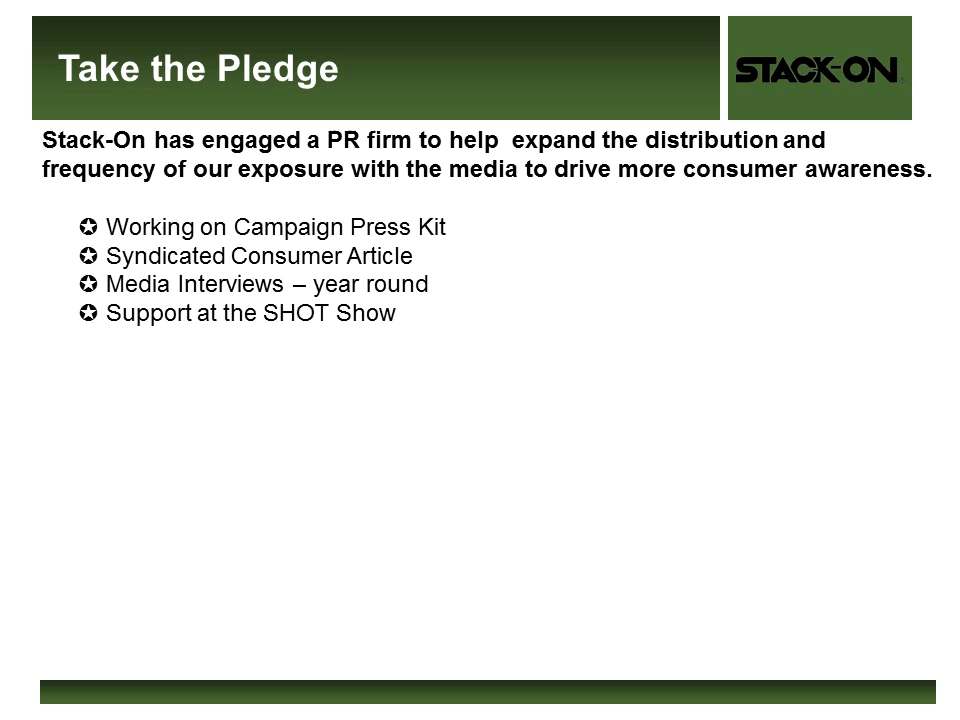 Take the Pledge
STACK-ON
Stack-On has engaged a PR firm to help  expand the distribution and
frequency of our exposure with the media to drive more consumer awareness.
✪ Working on Campaign Press Kit
✪ Syndicated Consumer Article
✪ Media Interviews – year round
✪ Support at the SHOT Show